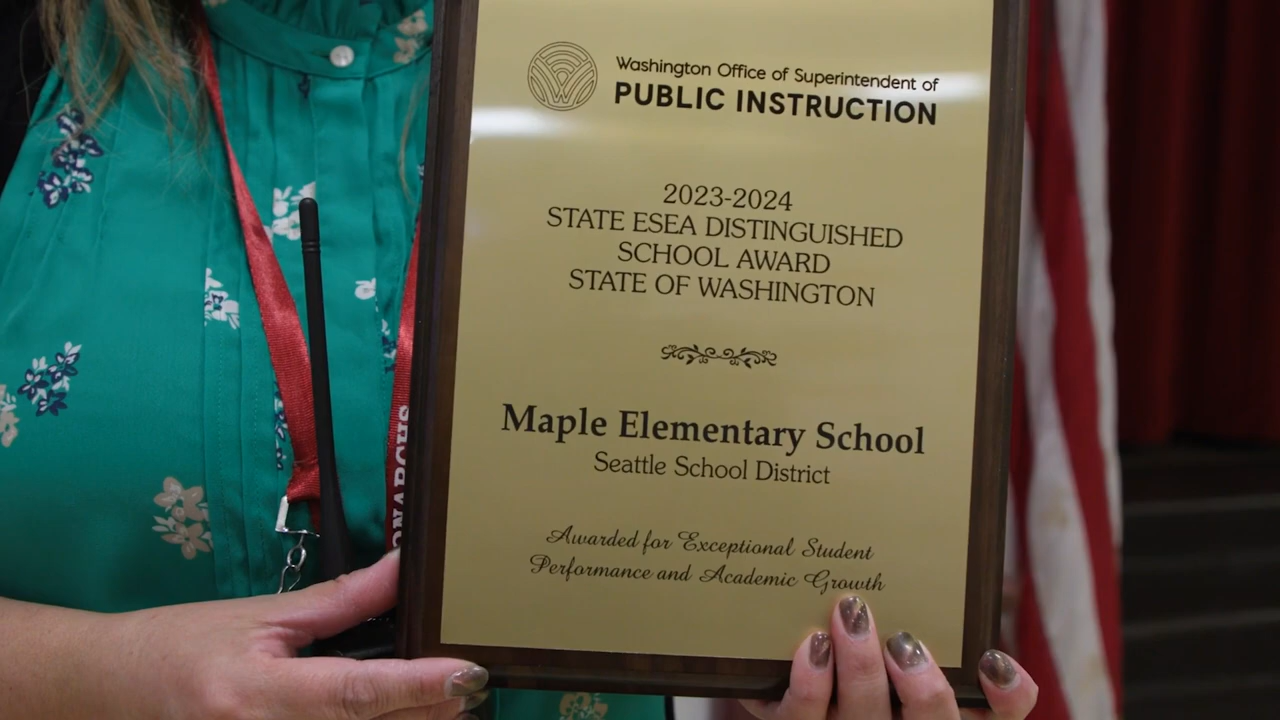 Washington Office of Superintendent of
PUBLIC INSTRUCTION
2023-2024
STATE ESEA DISTINGUISHED
SCHOOL AWARD
STATE OF WASHINGTON
Maple Elementary School
Seattle School District
Awarded for Exceptional Student
Performance and Academic Growth
ONARCHS